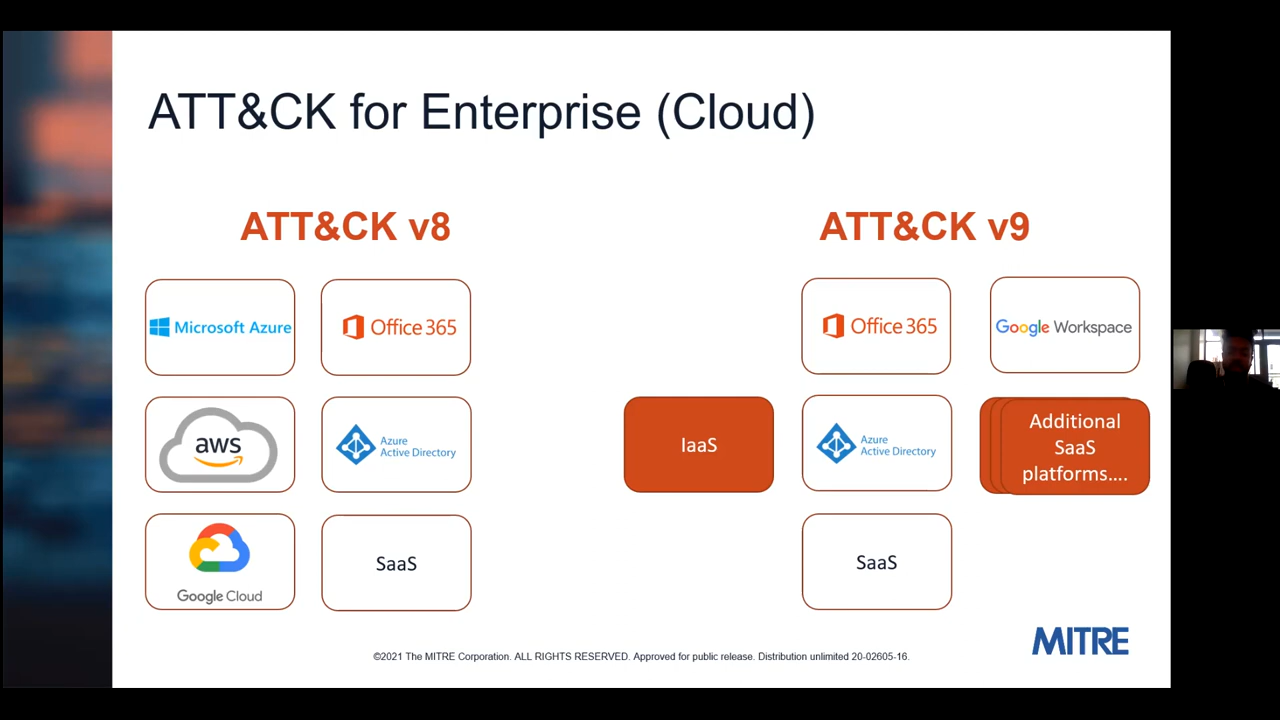 ATT&CK for Enterprise (Cloud)
ATT&CK v8
Microsoft Azure
Office 365
aws
Azure
Active Directory
Google Cloud
SaaS
ATT&CK v9
IaaS
Office 365
Google Workspace
Azure
Active Directory
Additional
SaaS
platforms....
SaaS
MITRE
©2021 The MITRE Corporation. ALL RIGHTS RESERVED. Approved for public release. Distribution unlimited 20-02605-16.